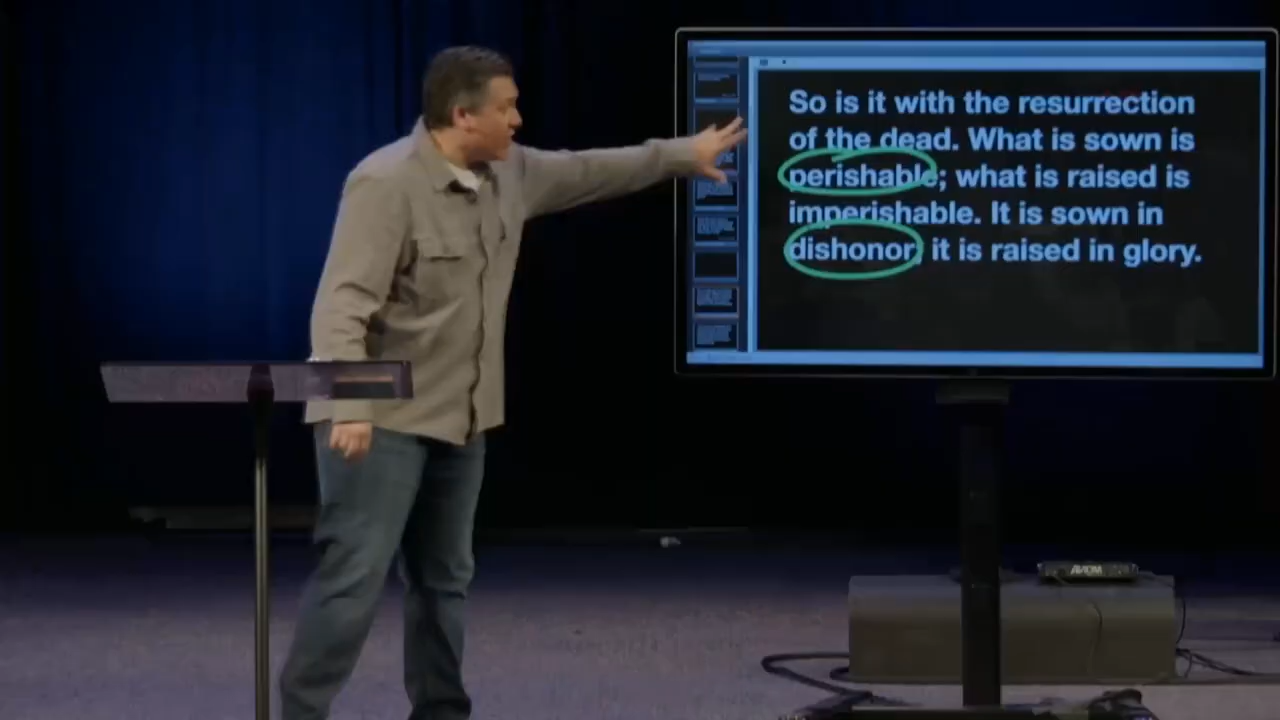 So is it with the resurrection
of the dead. What is sown is
perishable; what is raised is
imperishable. It is sown in
dishonor; it is raised in glory.
AVIOM